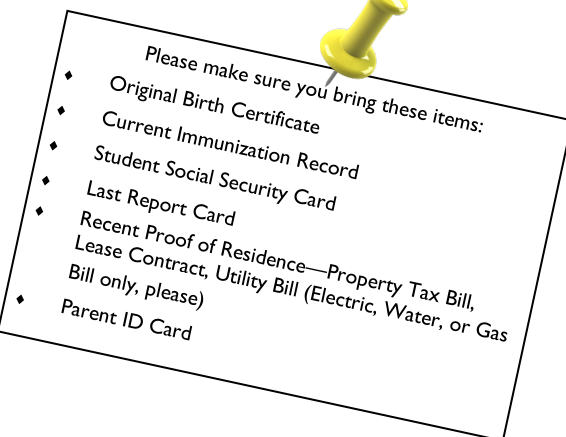 Please make sure you bring these items:
♦ Original Birth Certificate
♦ Current Immunization Record
♦ Student Social Security Card
♦ Last Report Card
♦ Recent Proof of Residence—Property Tax Bill,
Lease Contract, Utility Bill (Electric, Water, or Gas
Bill only, please)
♦ Parent ID Card